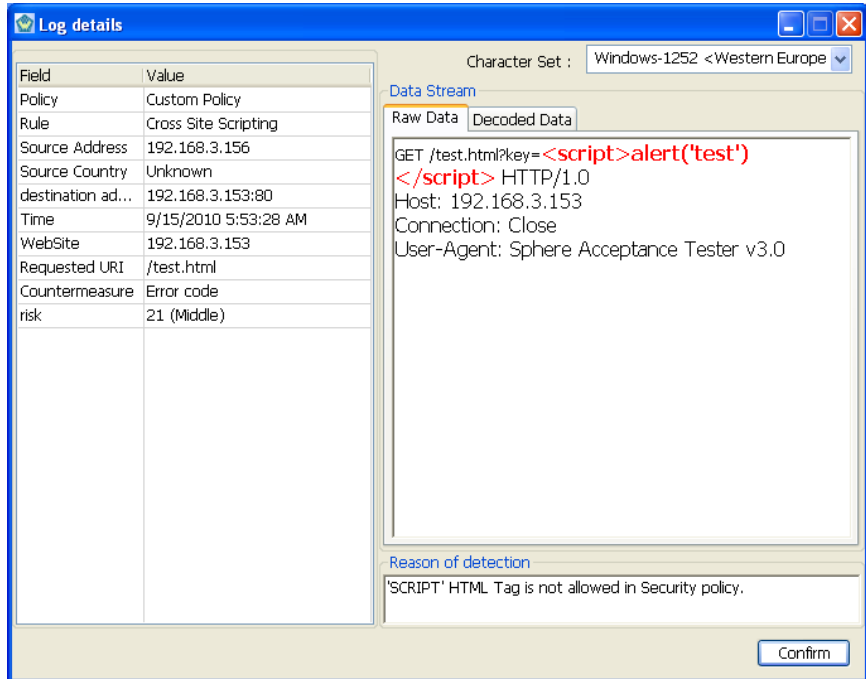 Log details
Character Set :
Windows-1252 <Western Europe
Field Value
Policy Custom Policy
Rule Cross Site Scripting
Source Address 192.168.3.156
Source Country Unknown
destination ad... 192.168.3.153:80
Time 9/15/2010 5:53:28 AM
WebSite 192.168.3.153
Requested URI /test.html
Countermeasure Error code
risk 21 (Middle)
Data Stream
Raw Data Decoded Data
GET /test.html?key=<script>alert('test')
</script> HTTP/1.0
Host: 192.168.3.153
Connection: Close
User-Agent: Sphere Acceptance Tester v3.0
Reason of detection
'SCRIPT' HTML Tag is not allowed in Security policy.
Confirm